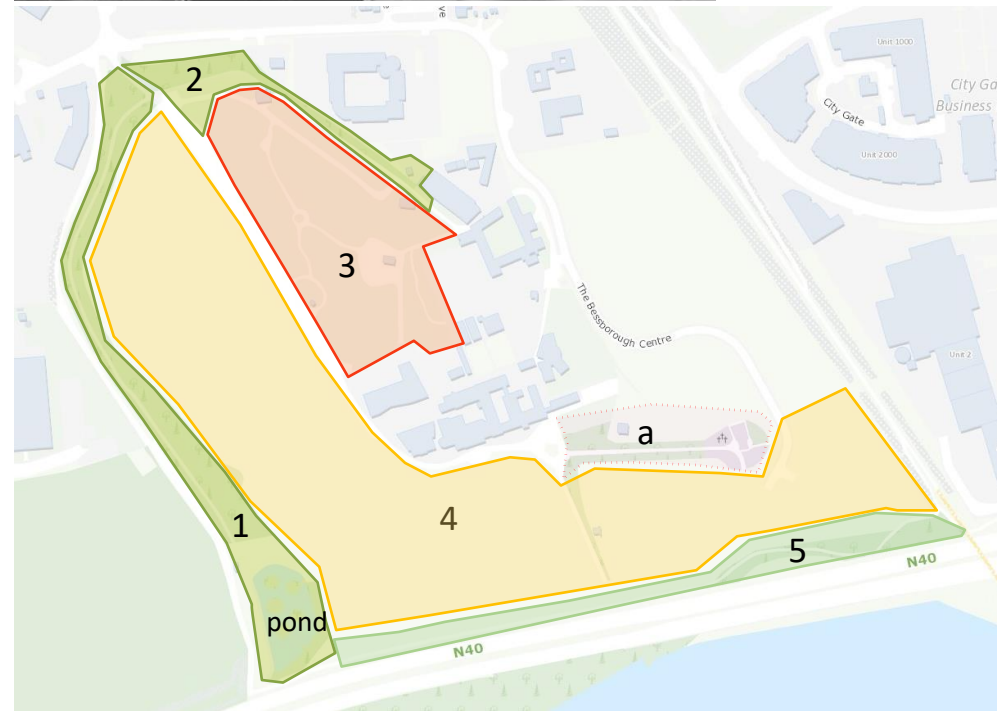 ve
2
Unit 1000
City Ga
Business
City Gate
Unit 2000
3
The Bessborough Centre
Unit 2
a
4
1
5
N40
pond
N40